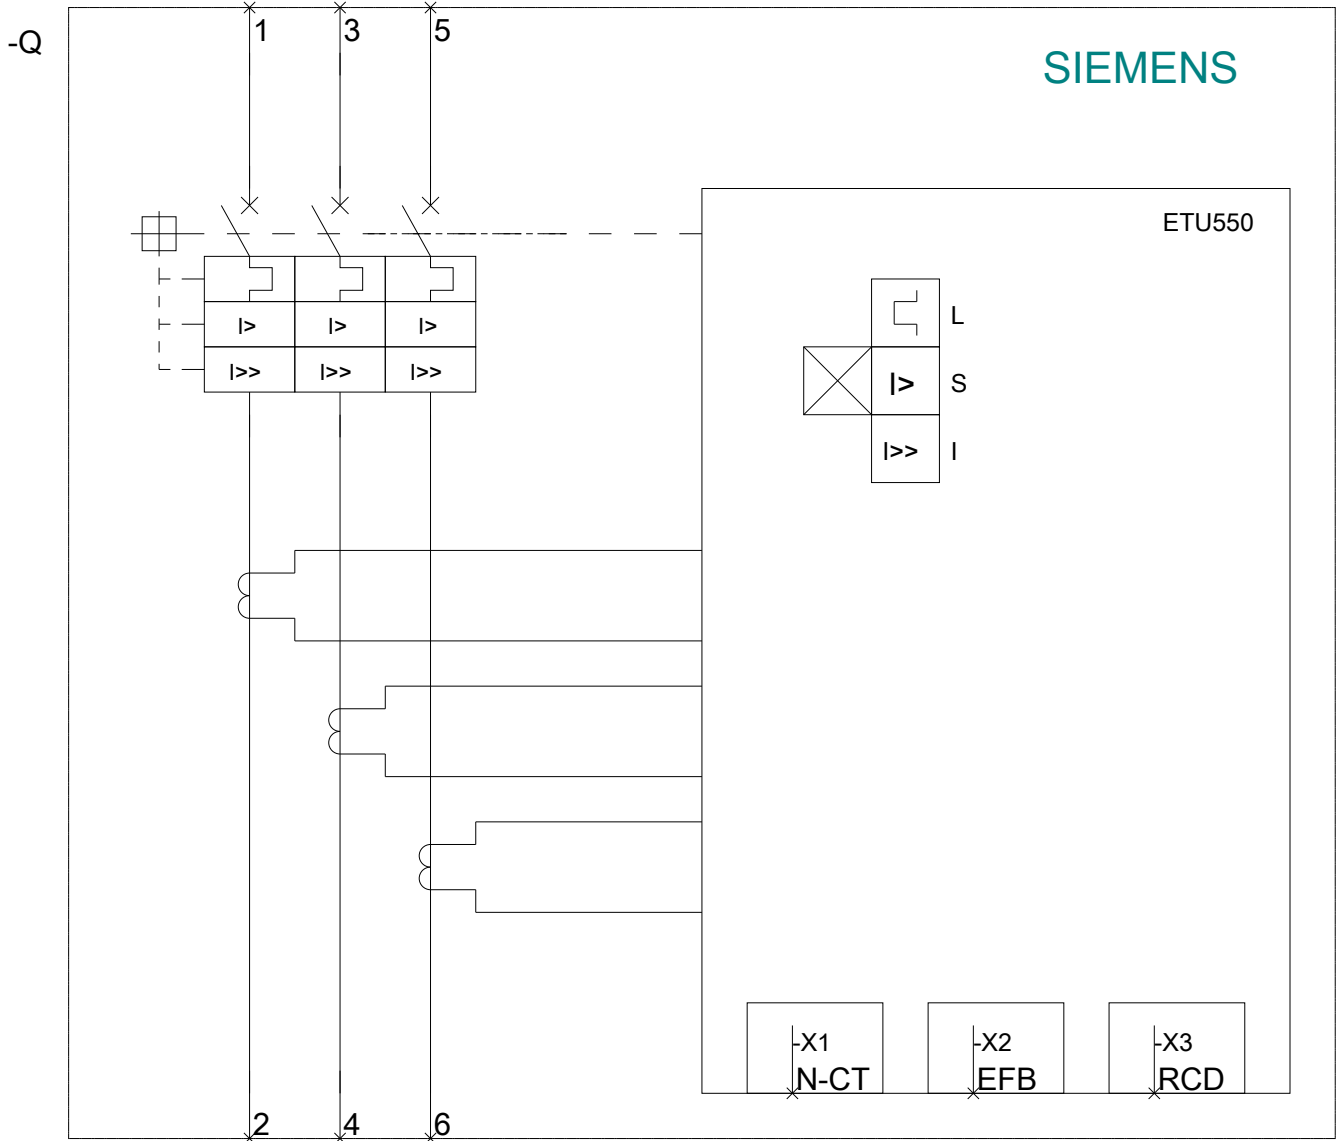 1 3 5
-Q
SIEMENS
ETU550
L
I> I> I>
I>> I>> I>>
I> S
I>> I
-X1 -X2 -X3
N-CT EFB RCD
2 4 6